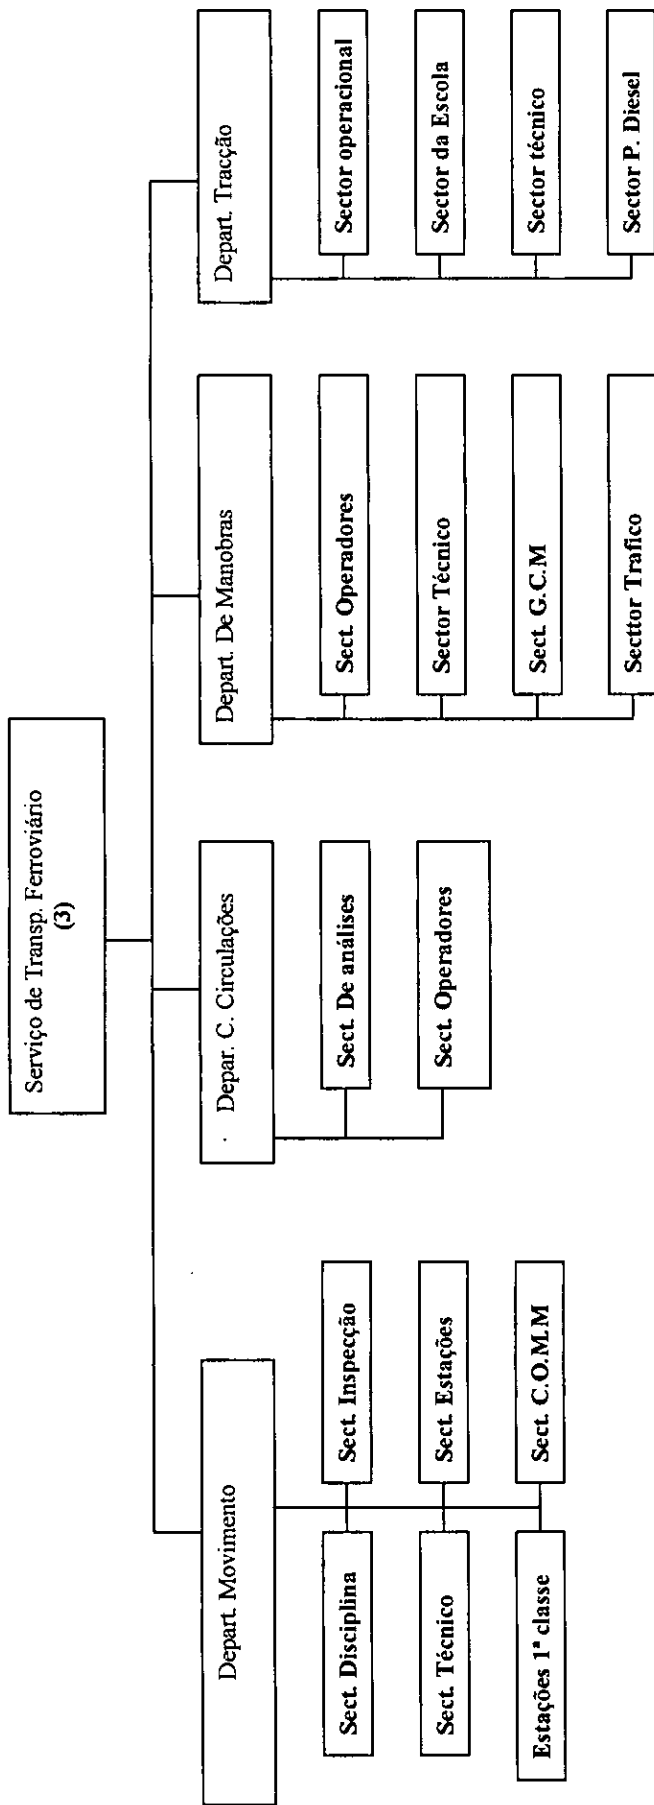 Serviço de Transp. Ferroviário
(3)
Depart. Movimento
Sect. Disciplina
Sect. Inspecção
Sect. Técnico
Sect. Estações
Estações 1ª classe
Sect. C.O.M.M
Depar. C. Circulações
Sect. De análises
Sect. Operadores
Depart. De Manobras
Sect. Operadores
Sector Técnico
Sect. G.C.M
Secttor Trafico
Depart. Tracção
Sector operacional
Sector da Escola
Sector técnico
Sector P. Diesel